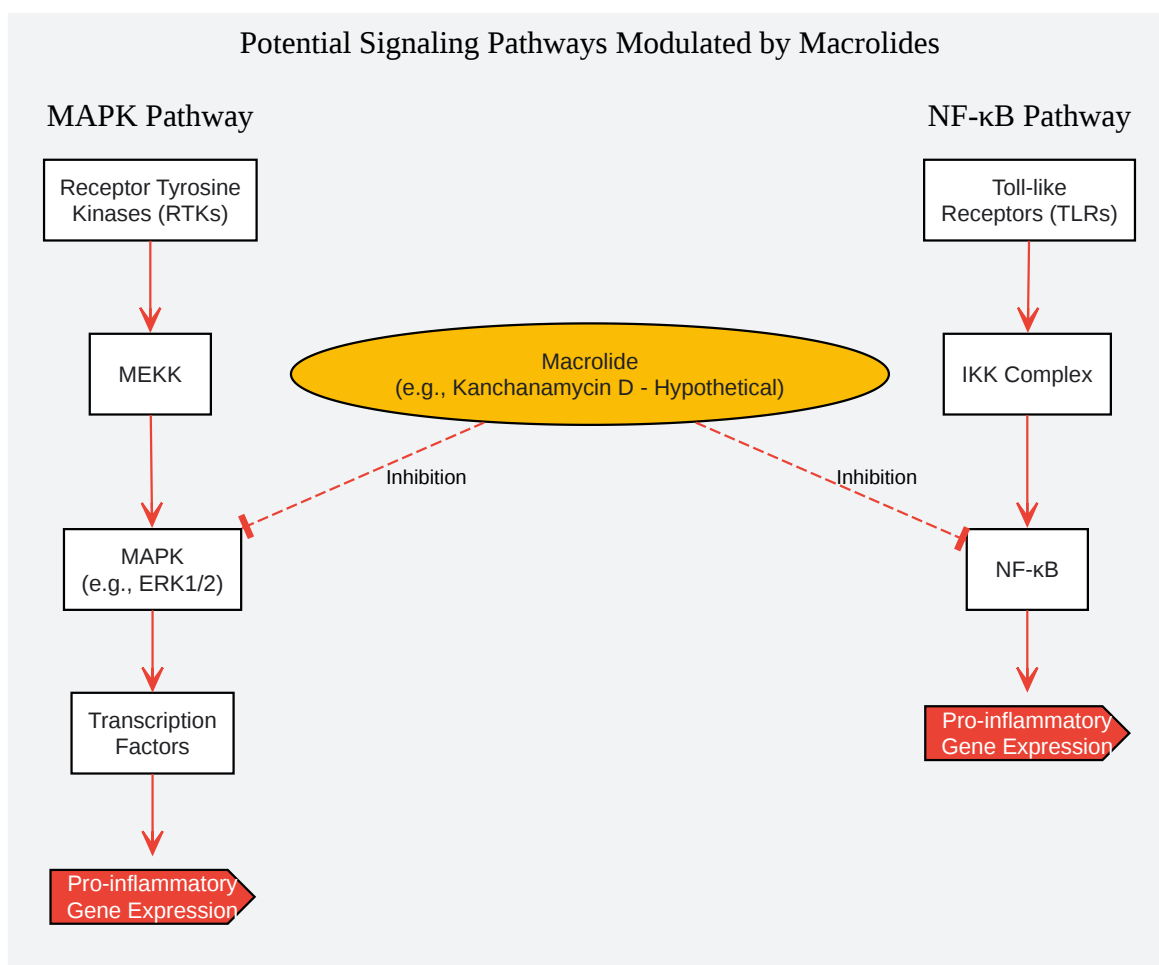 Potential Signaling Pathways Modulated by Macrolides
MAPK Pathway
Receptor Tyrosine
Kinases (RTKs)
MEKK
MAPK
(e.g., ERK1/2)
Transcription
Factors
Pro-inflammatory
Gene Expression
Macrolide
(e.g., Kanchanamycin D - Hypothetical)
Inhibition
Inhibition
NF-κB Pathway
Toll-like
Receptors (TLRs)
IKK Complex
NF-κB
Pro-inflammatory
Gene Expression